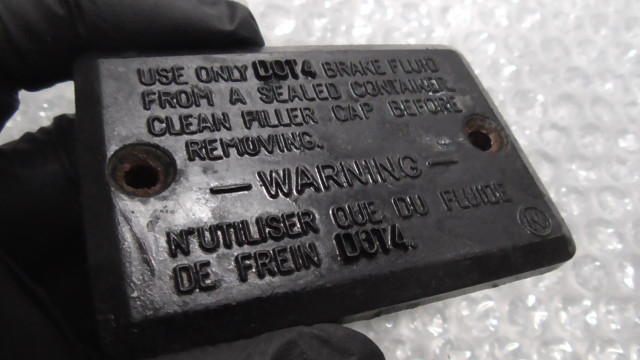 USE ONLY DOT4 BRAKE FLUID
FROM A SEALED CONTAINE
CLEAN FILLER CAP BEFORE
REMOVING.
— WARNING —
N'UTILISER QUE DU FLUIDE
DE FREIN DOT4.
N